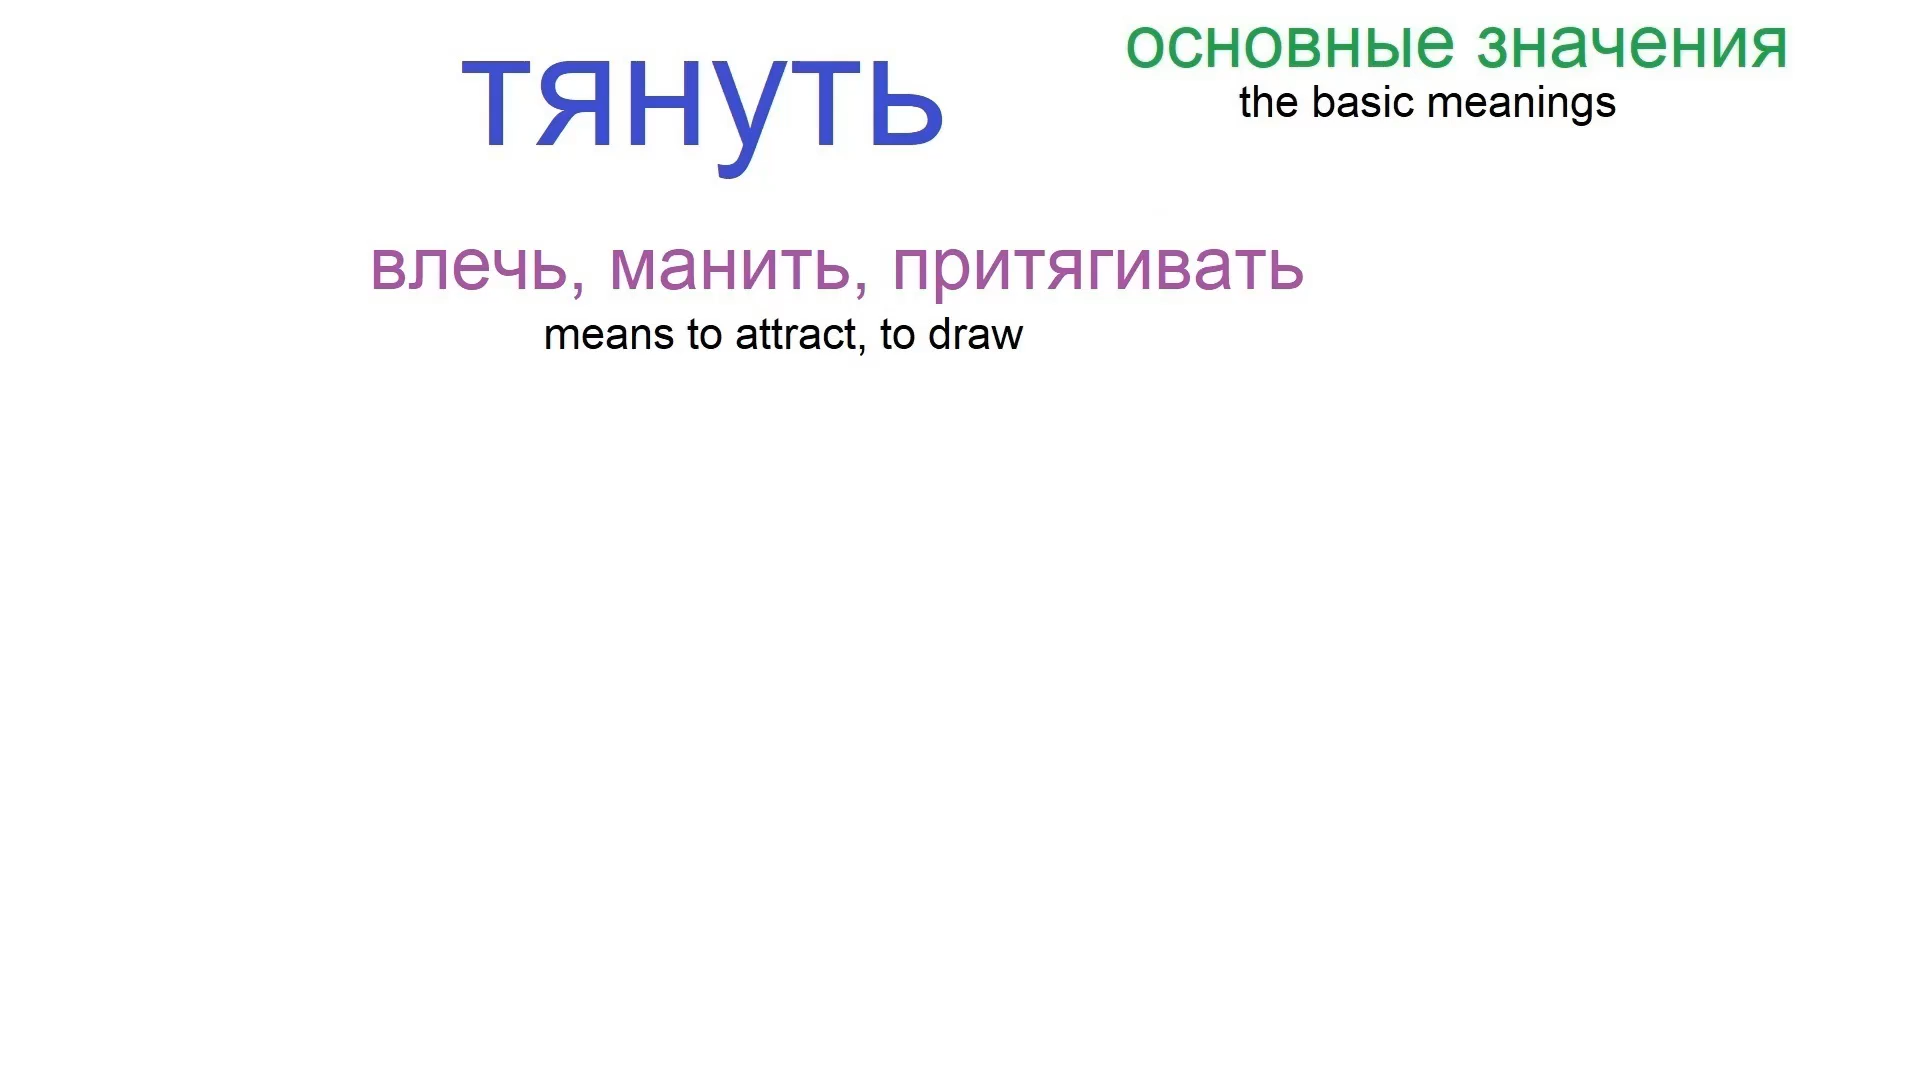 тянуть
основные значения
the basic meanings
влечь, манить, притягивать
means to attract, to draw